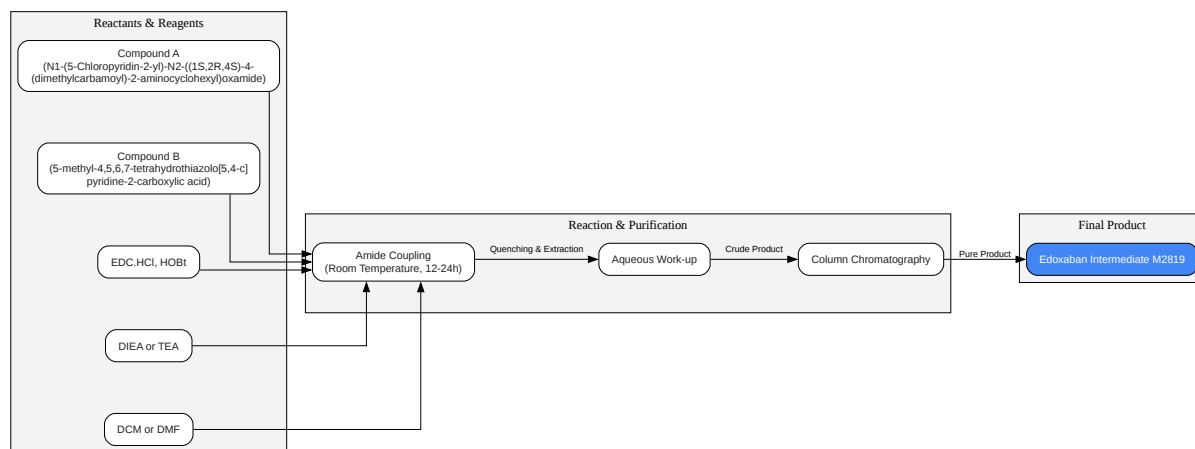 Reactants & Reagents
Compound A
(N1-(5-Chloropyridin-2-yl)-N2-((1S,2R,4S)-4-
(dimethylcarbamoyl)-2-aminocyclohexyl)oxamide)
Compound B
(5-methyl-4,5,6,7-tetrahydrothiazolo[5,4-c]
pyridine-2-carboxylic acid)
EDC.HCl, HOBt
DIEA or TEA
DCM or DMF
Reaction & Purification
Amide Coupling
(Room Temperature, 12-24h)
Quenching & Extraction
Aqueous Work-up
Crude Product
Column Chromatography
Pure Product
Final Product
Edoxaban Intermediate M2819